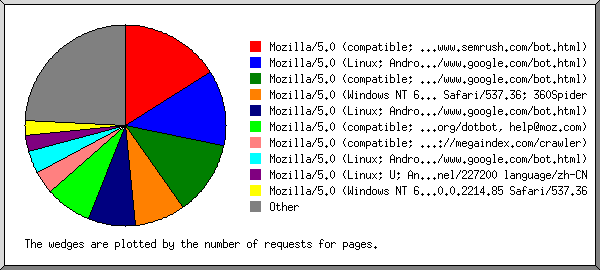 Mozilla/5.0 (compatible; ...www.semrush.com/bot.html)
Mozilla/5.0 (Linux; Andro.../www.google.com/bot.html)
Mozilla/5.0 (compatible; .../www.google.com/bot.html)
Mozilla/5.0 (Windows NT 6... Safari/537.36; 360Spider
Mozilla/5.0 (Linux; Andro.../www.google.com/bot.html)
Mozilla/5.0 (compatible; ...org/dotbot, help@moz.com)
Mozilla/5.0 (compatible; ...://megaindex.com/crawler)
Mozilla/5.0 (Linux; Andro.../www.google.com/bot.html)
Mozilla/5.0 (Linux; U; An...nel/227200 language/zh-CN
Mozilla/5.0 (Windows NT 6...0.0.2214.85 Safari/537.36
Other
The wedges are plotted by the number of requests for pages.